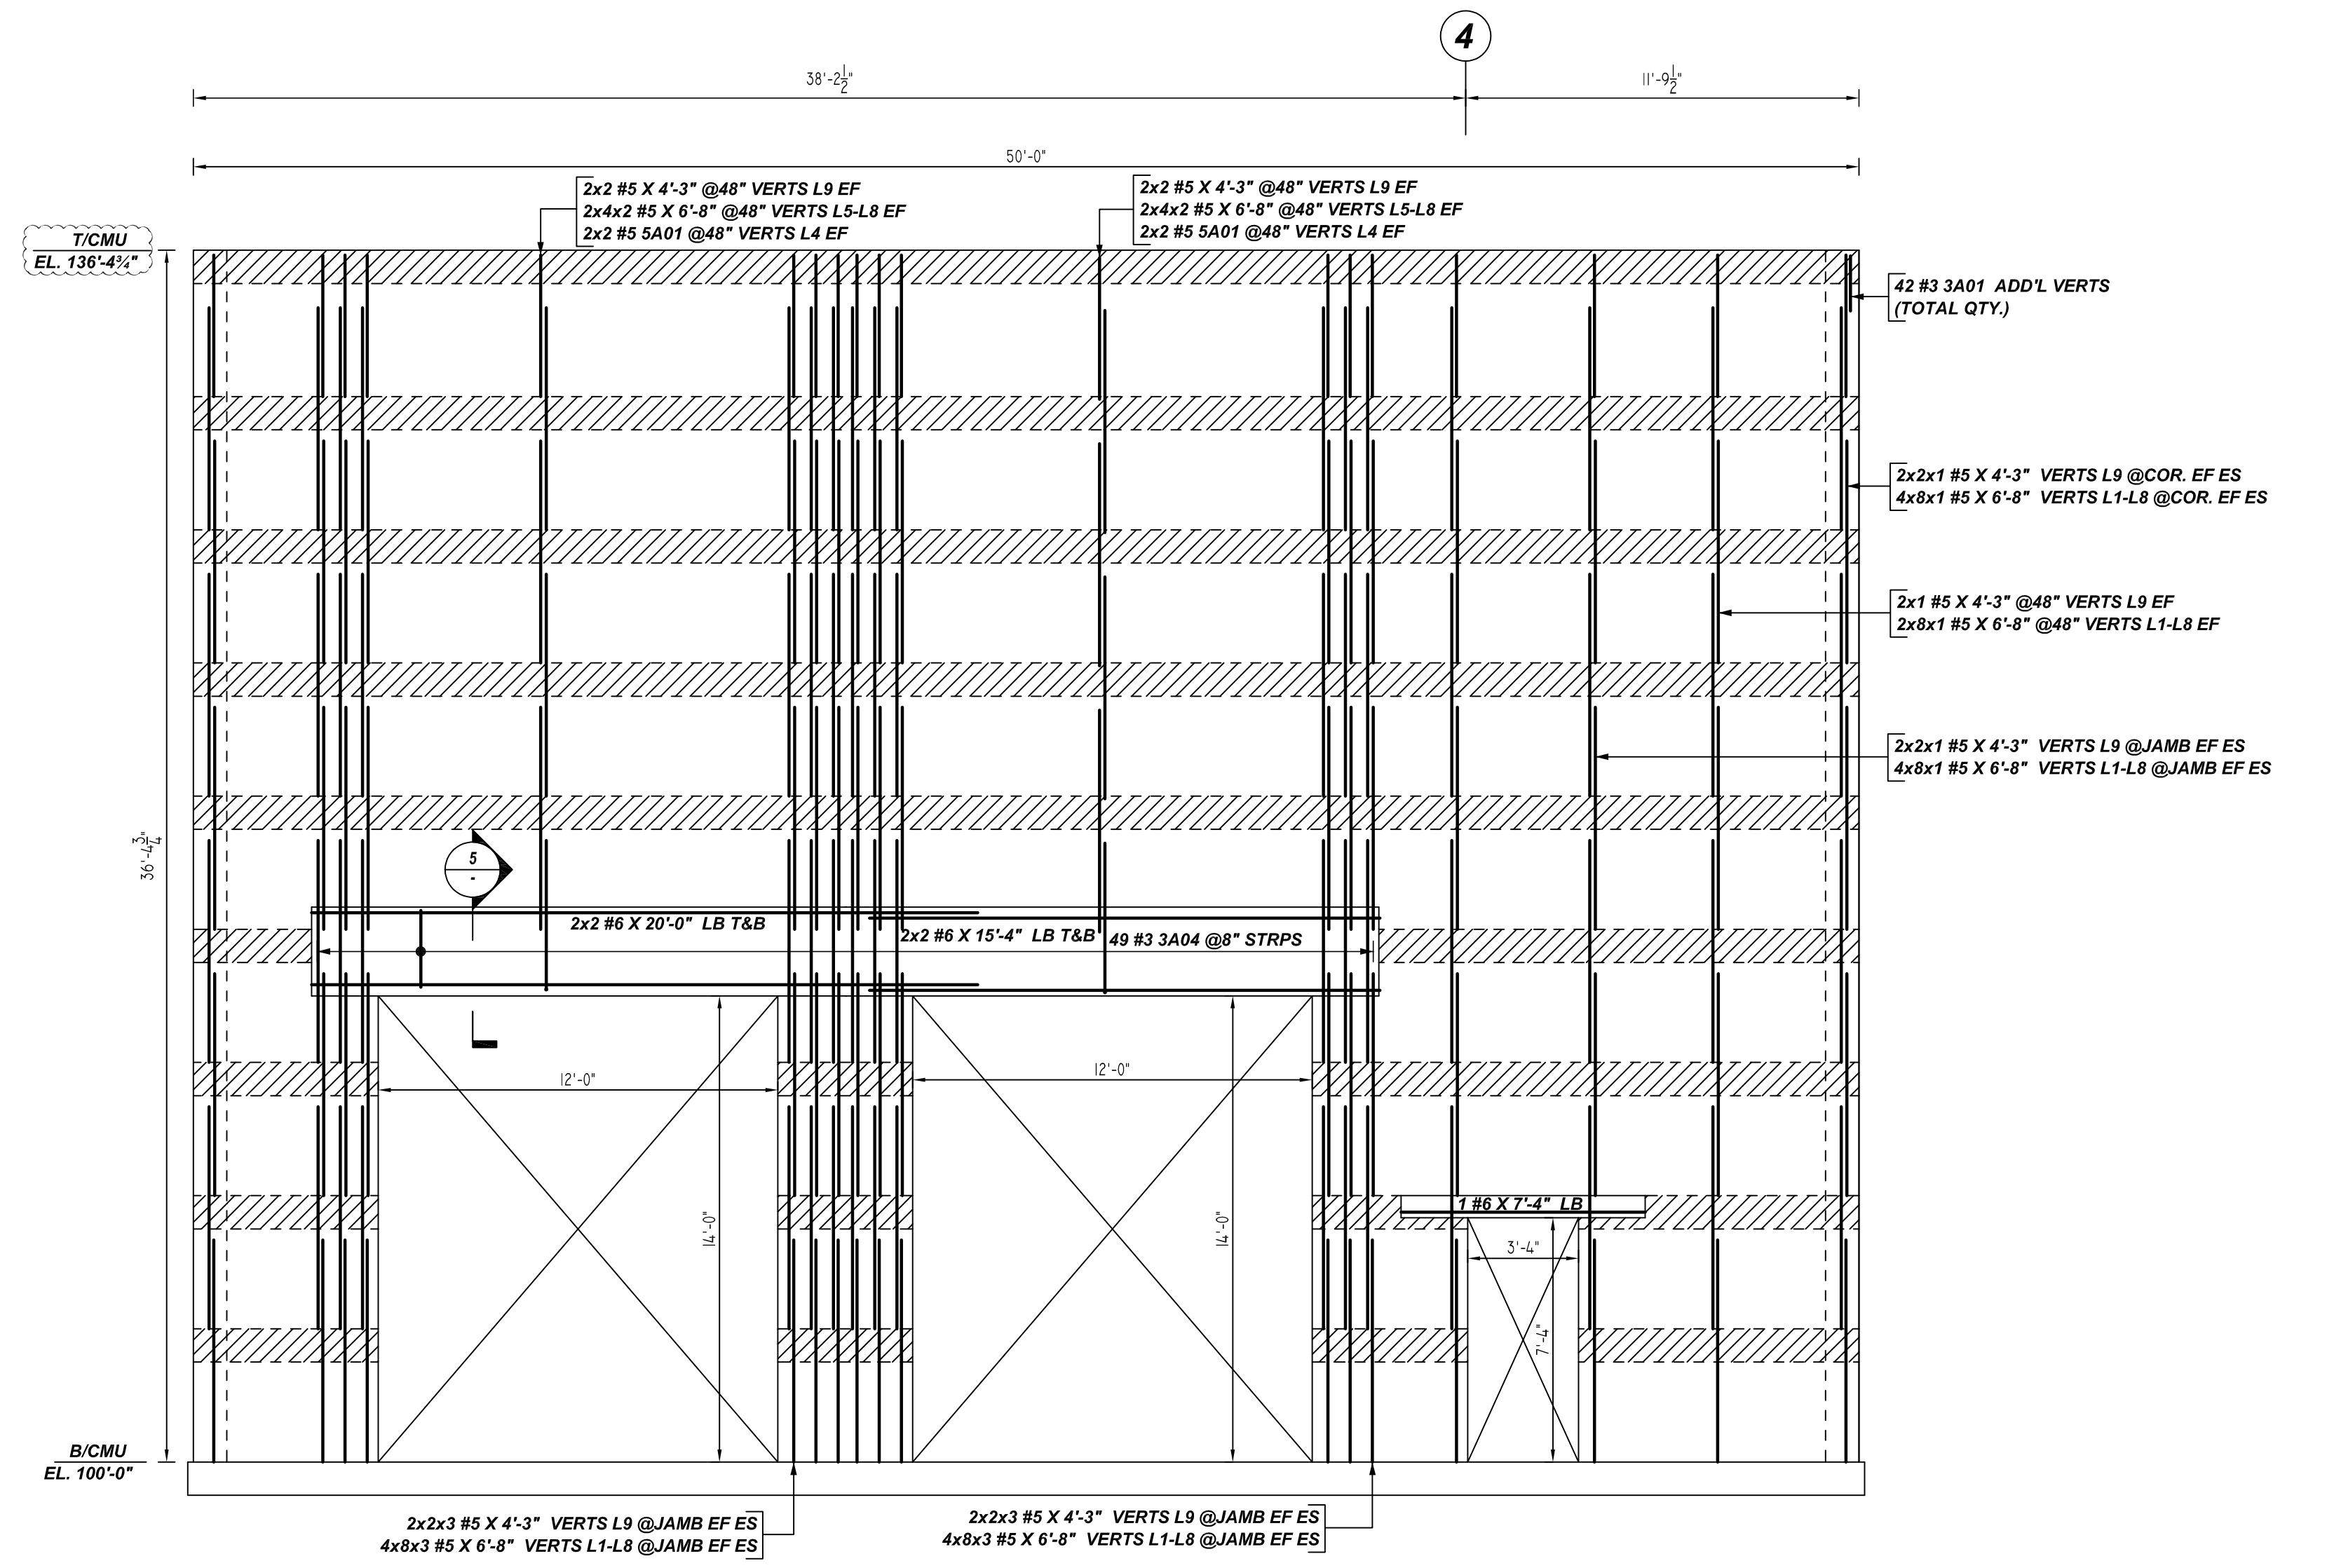 4
38'-2 1/2"
11'-9 1/2"
50'-0"
2x2 #5 X 4'-3" @48" VERTS L9 EF
2x4x2 #5 X 6'-8" @48" VERTS L5-L8 EF
2x2 #5 5A01 @48" VERTS L4 EF
2x2 #5 X 4'-3" @48" VERTS L9 EF
2x4x2 #5 X 6'-8" @48" VERTS L5-L8 EF
2x2 #5 5A01 @48" VERTS L4 EF
T/CMU
EL. 136'-4¾"
42 #3 3A01 ADD'L VERTS
(TOTAL QTY.)
2x2x1 #5 X 4'-3" VERTS L9 @COR. EF ES
4x8x1 #5 X 6'-8" VERTS L1-L8 @COR. EF ES
2x1 #5 X 4'-3" @48" VERTS L9 EF
2x8x1 #5 X 6'-8" @48" VERTS L1-L8 EF
2x2x1 #5 X 4'-3" VERTS L9 @JAMB EF ES
4x8x1 #5 X 6'-8" VERTS L1-L8 @JAMB EF ES
36'-4 3/4"
5
-
2x2 #6 X 20'-0" LB T&B
2x2 #6 X 15'-4" LB T&B
49 #3 3A04 @8" STRPS
12'-0"
12'-0"
14'-0"
14'-0"
1 #6 X 7'-4" LB
3'-4"
7'-4"
B/CMU
EL. 100'-0"
2x2x3 #5 X 4'-3" VERTS L9 @JAMB EF ES
4x8x3 #5 X 6'-8" VERTS L1-L8 @JAMB EF ES
2x2x3 #5 X 4'-3" VERTS L9 @JAMB EF ES
4x8x3 #5 X 6'-8" VERTS L1-L8 @JAMB EF ES